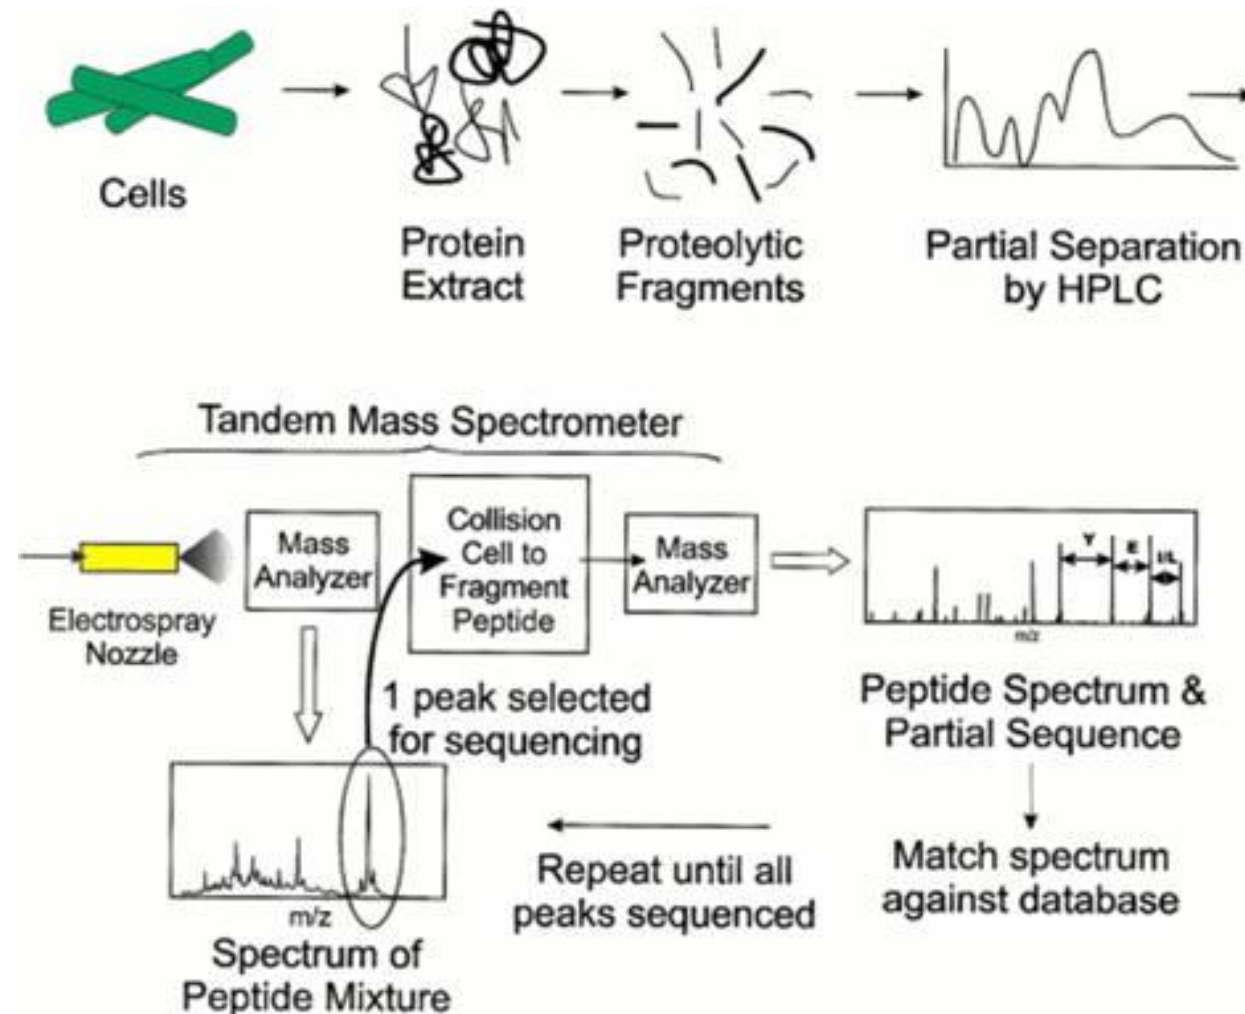 Cells
Protein
Extract
Proteolytic
Fragments
Partial Separation
by HPLC
Tandem Mass Spectrometer
Electrospray
Nozzle
Mass
Analyzer
Collision
Cell to
Fragment
Peptide
Mass
Analyzer
Y
E
I/L
m/z
Peptide Spectrum &
Partial Sequence
1 peak selected
for sequencing
m/z
Spectrum of
Peptide Mixture
Repeat until all
peaks sequenced
Match spectrum
against database